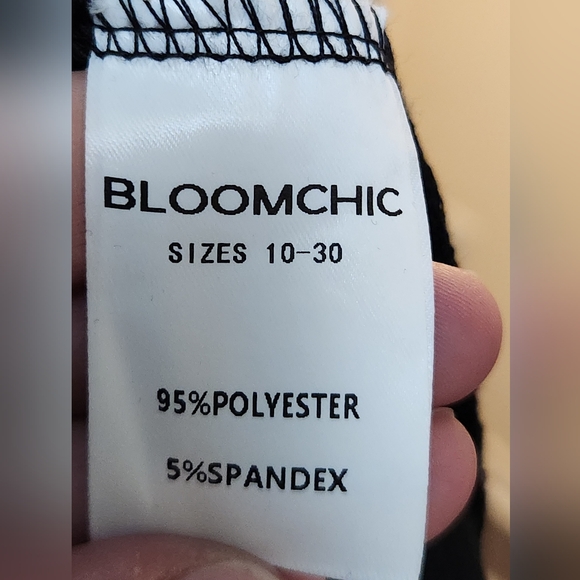 BLOOMCHIC
SIZES 10-30
95%POLYESTER
5%SPANDEX